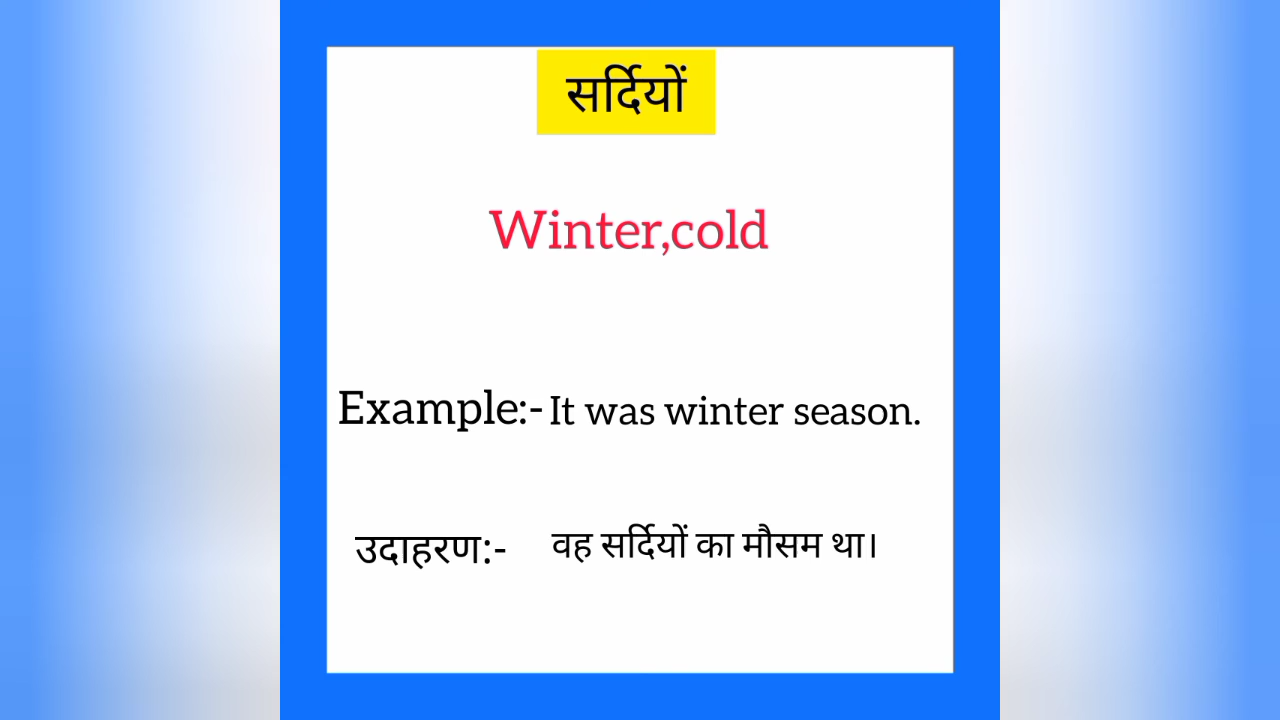 सर्दियों
Winter,cold
Example:- It was winter season.
उदाहरण:- वह सर्दियों का मौसम था।